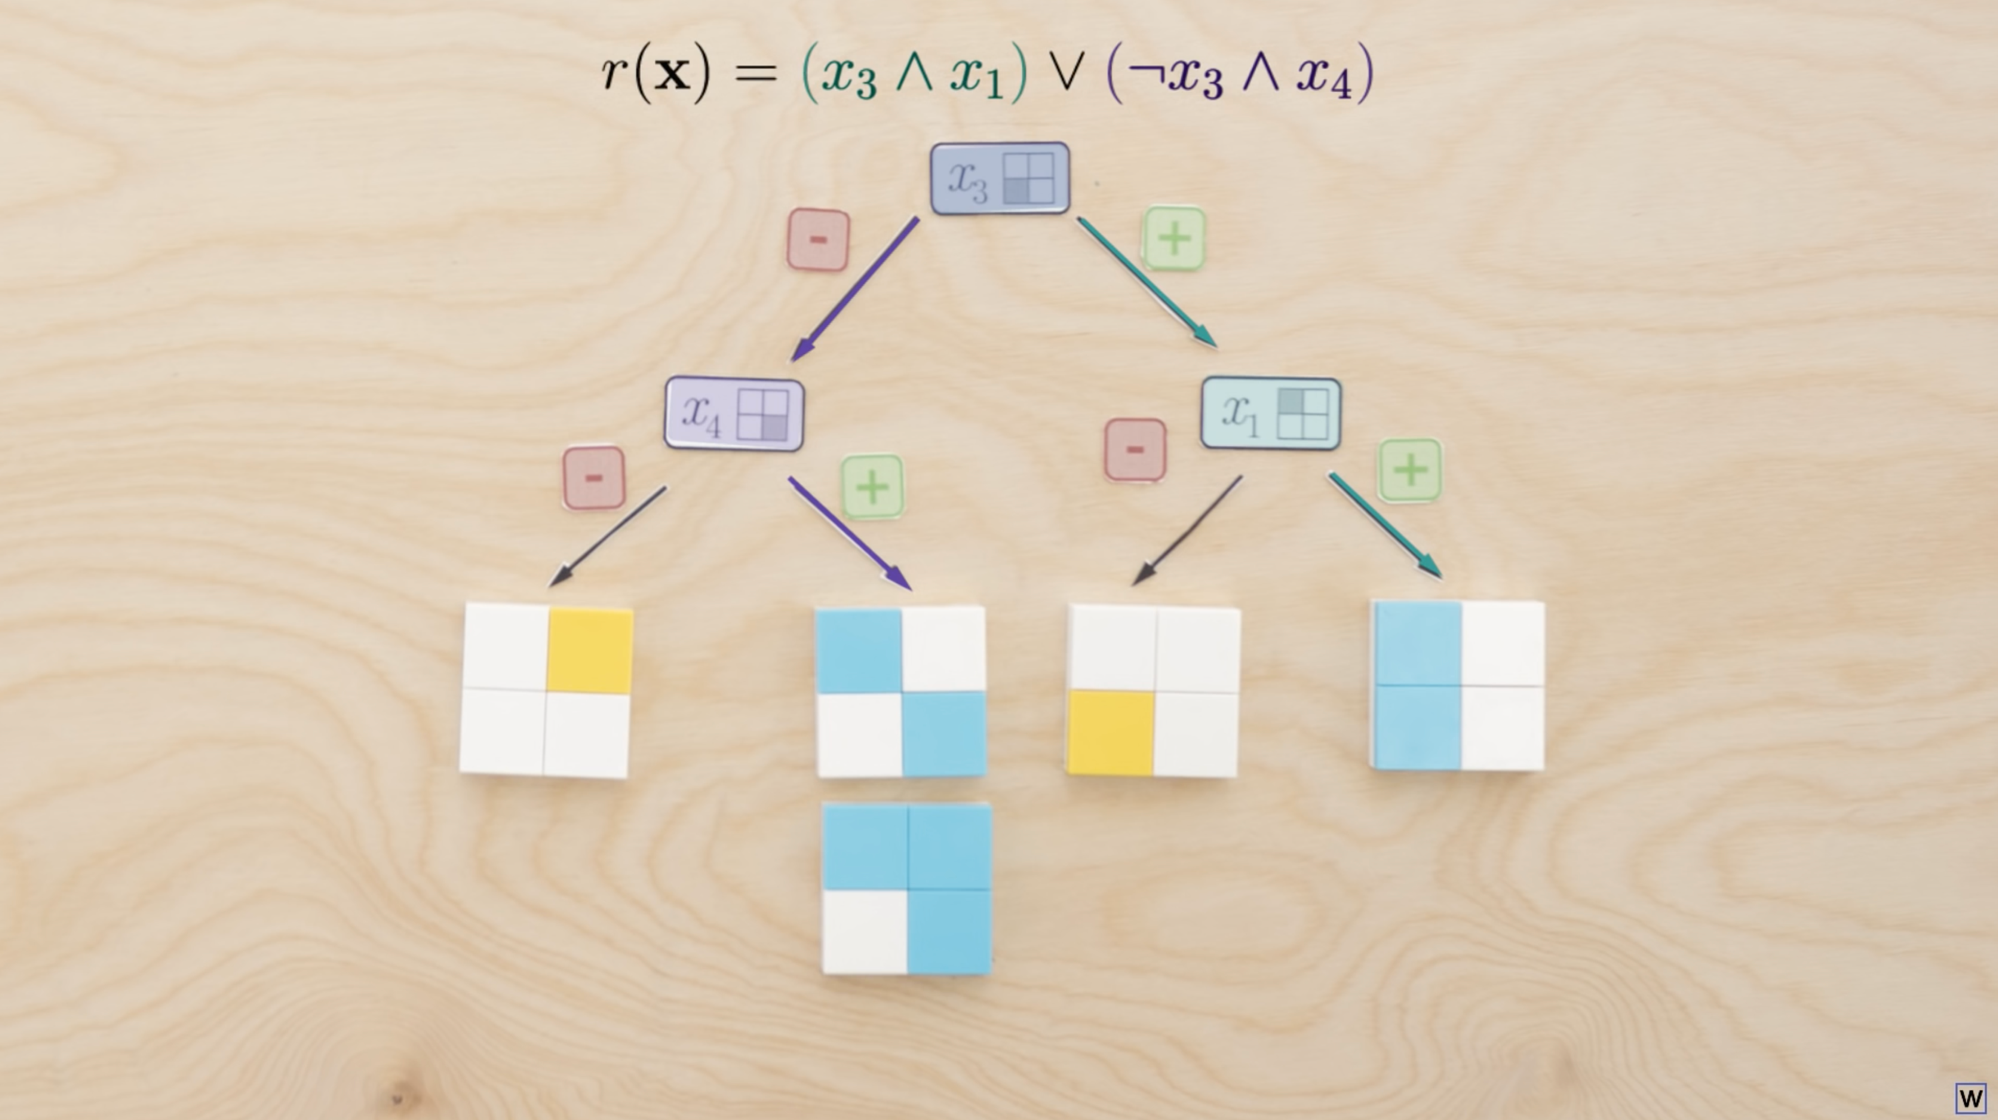 r(x) = (x₃ ∧ x₁) ∨ (¬x₃ ∧ x₄)
x₃
- +
x₄ x₁
- + - +
W